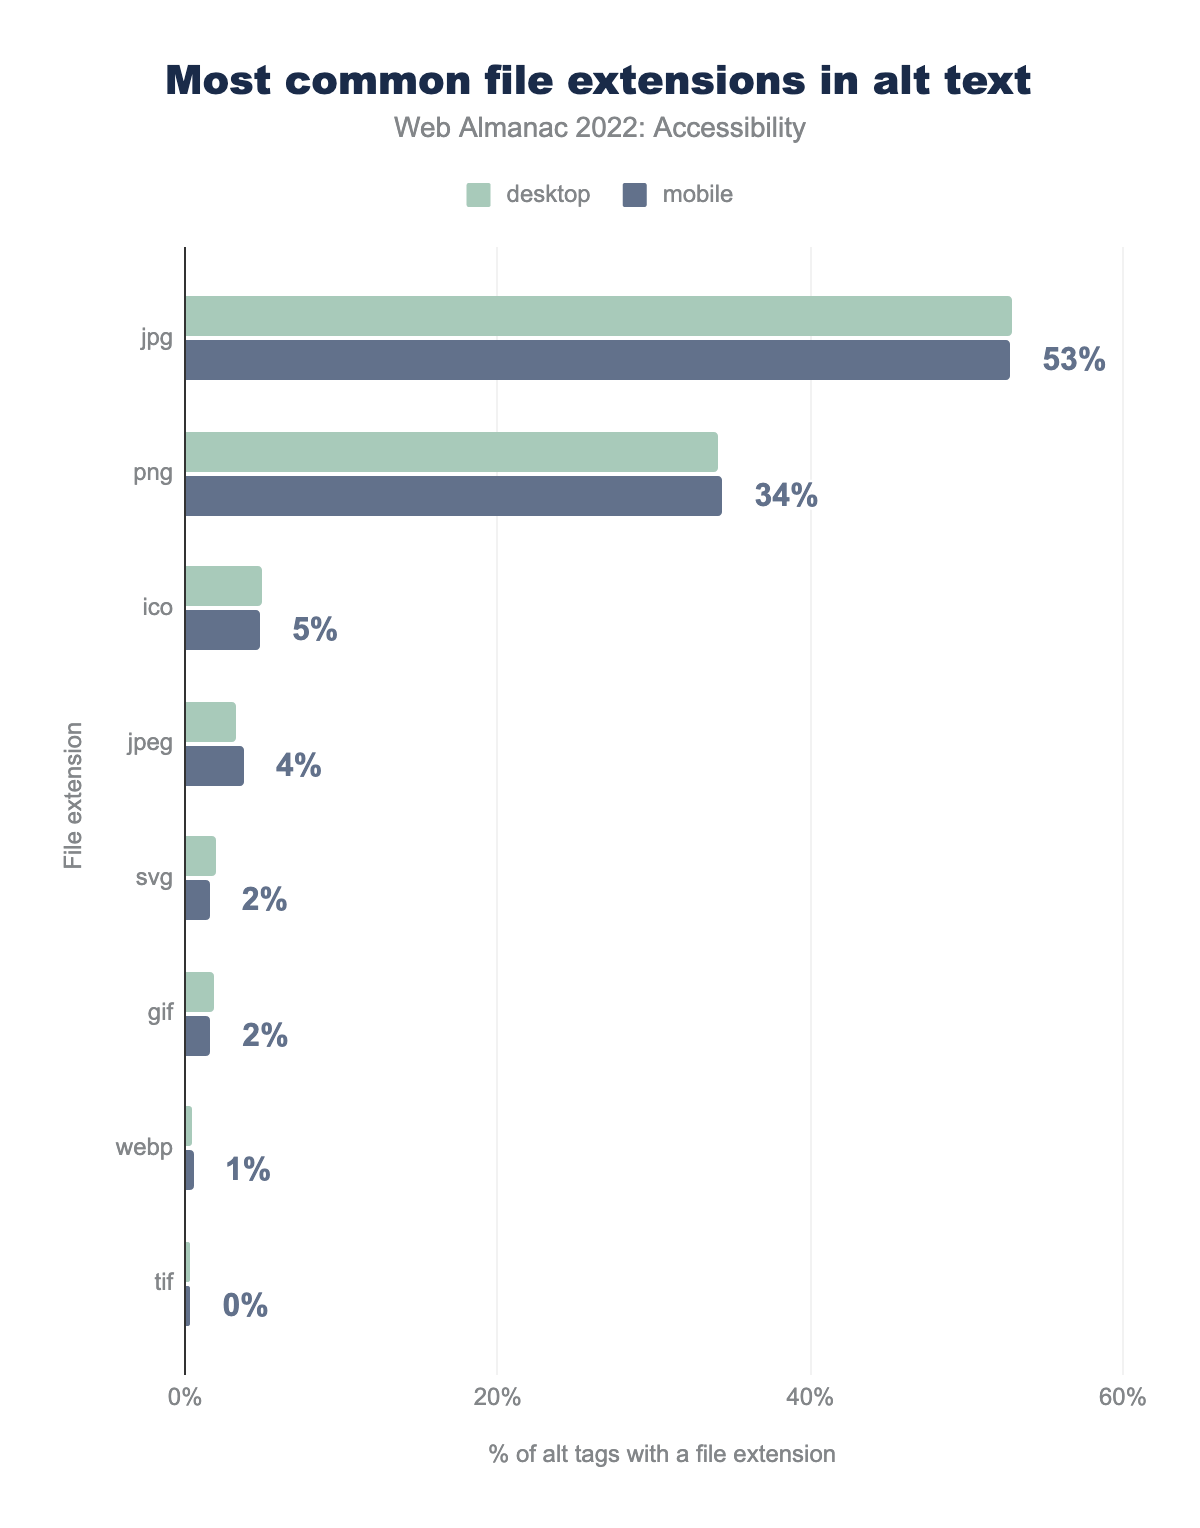 Most common file extensions in alt text
Web Almanac 2022: Accessibility
desktop
mobile
jpg
53%
png
34%
ico
5%
jpeg
4%
svg
2%
gif
2%
webp
1%
tif
0%
File extension
0%
20%
40%
60%
% of alt tags with a file extension